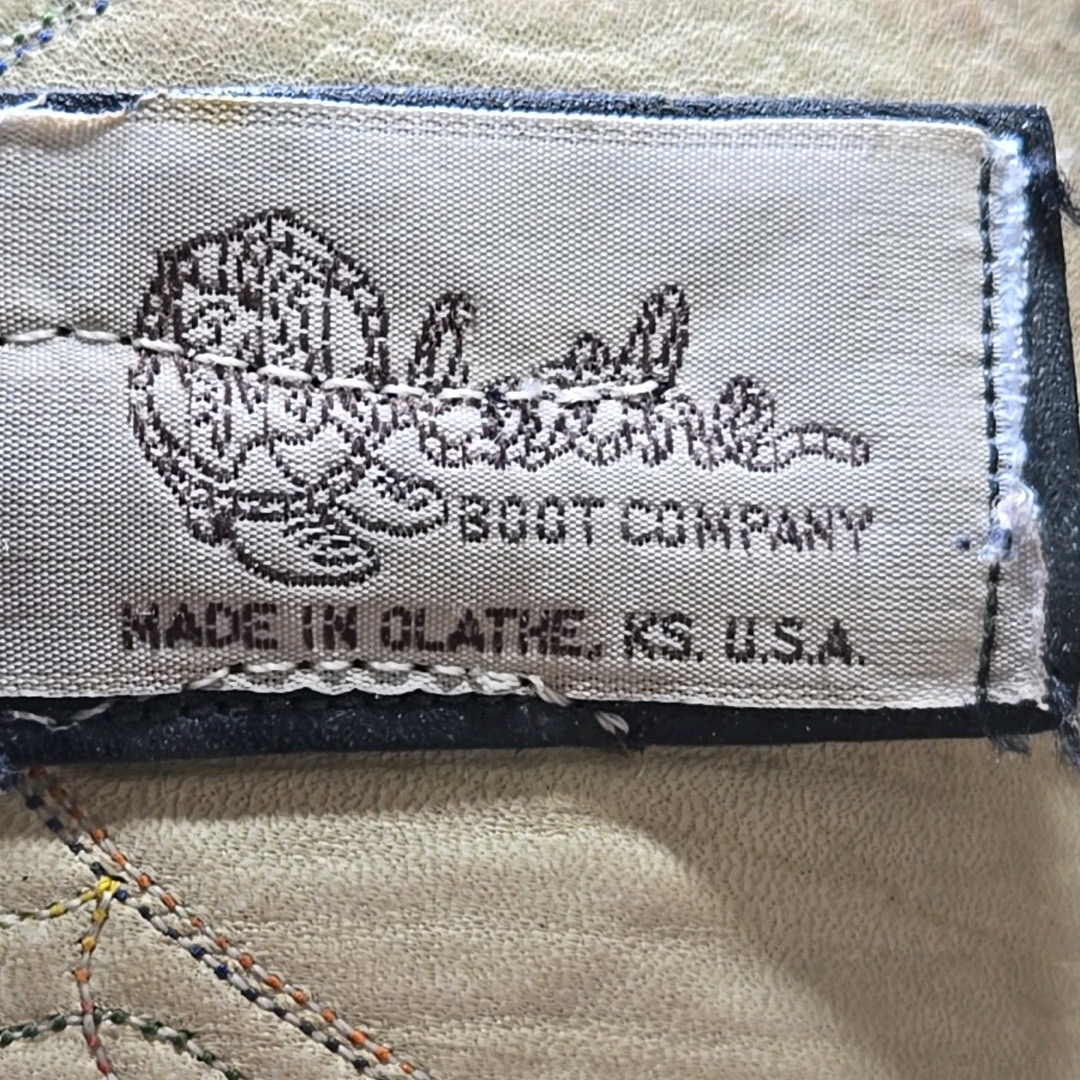 Olathe
BOOT COMPANY
MADE IN OLATHE, KS. U.S.A.